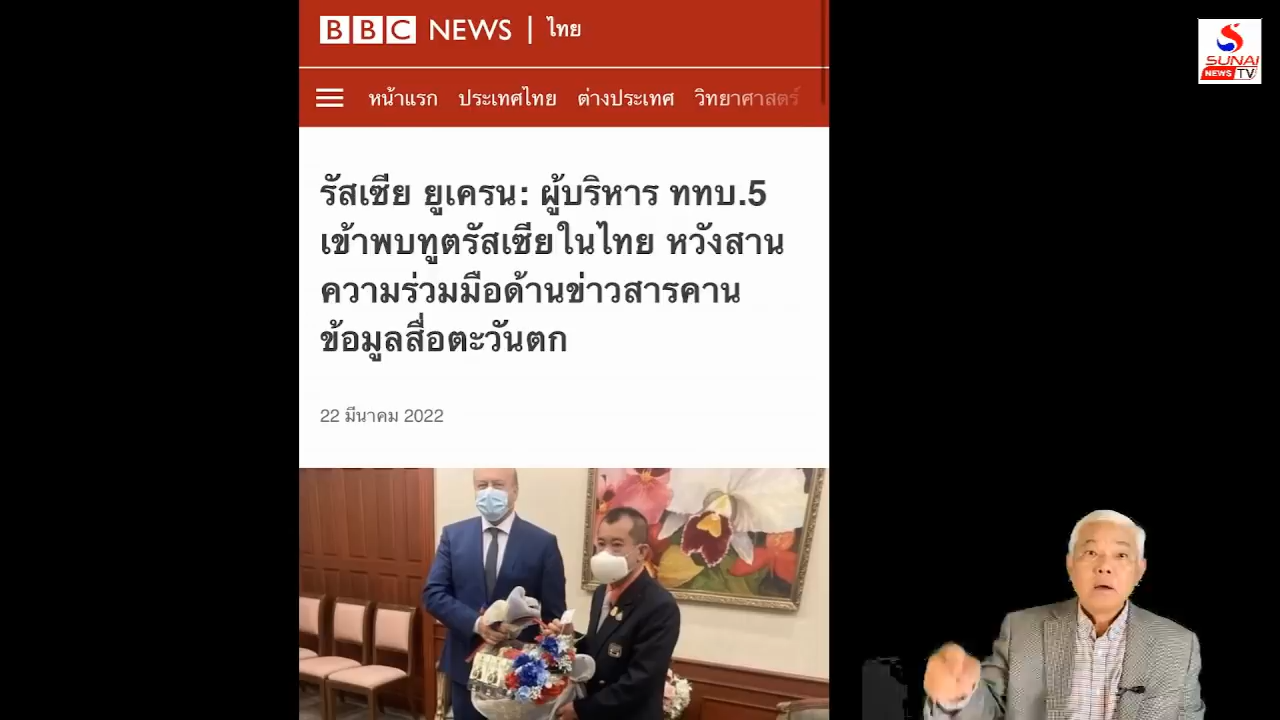 BBC NEWS | ไทย
SUNAI
NEWS TV
หน้าแรก ประเทศไทย ต่างประเทศ วิทยาศาสตร์
รัสเซีย ยูเครน: ผู้บริหาร ททบ.5
เข้าพบทูตรัสเซียในไทย หวังสาน
ความร่วมมือด้านข่าวสารคาน
ข้อมูลสื่อตะวันตก
22 มีนาคม 2022